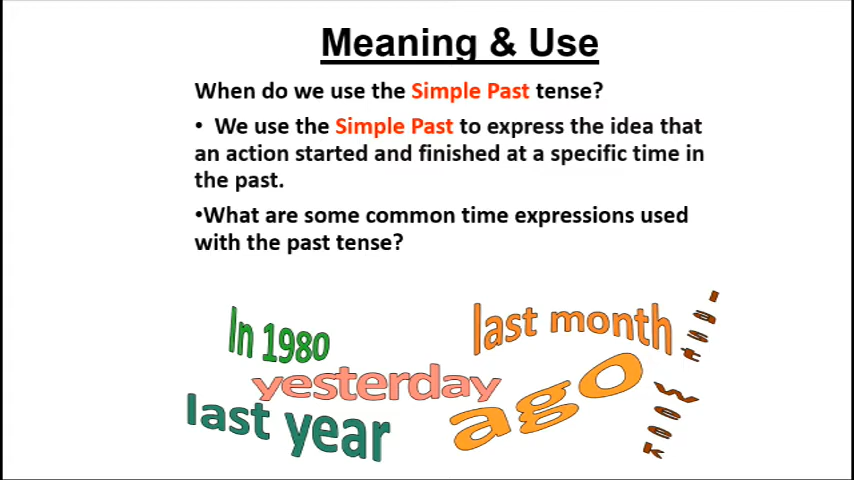 Meaning & Use
When do we use the Simple Past tense?
• We use the Simple Past to express the idea that
an action started and finished at a specific time in
the past.
•What are some common time expressions used
with the past tense?
In 1980
last month
last week
yesterday
ago
last year